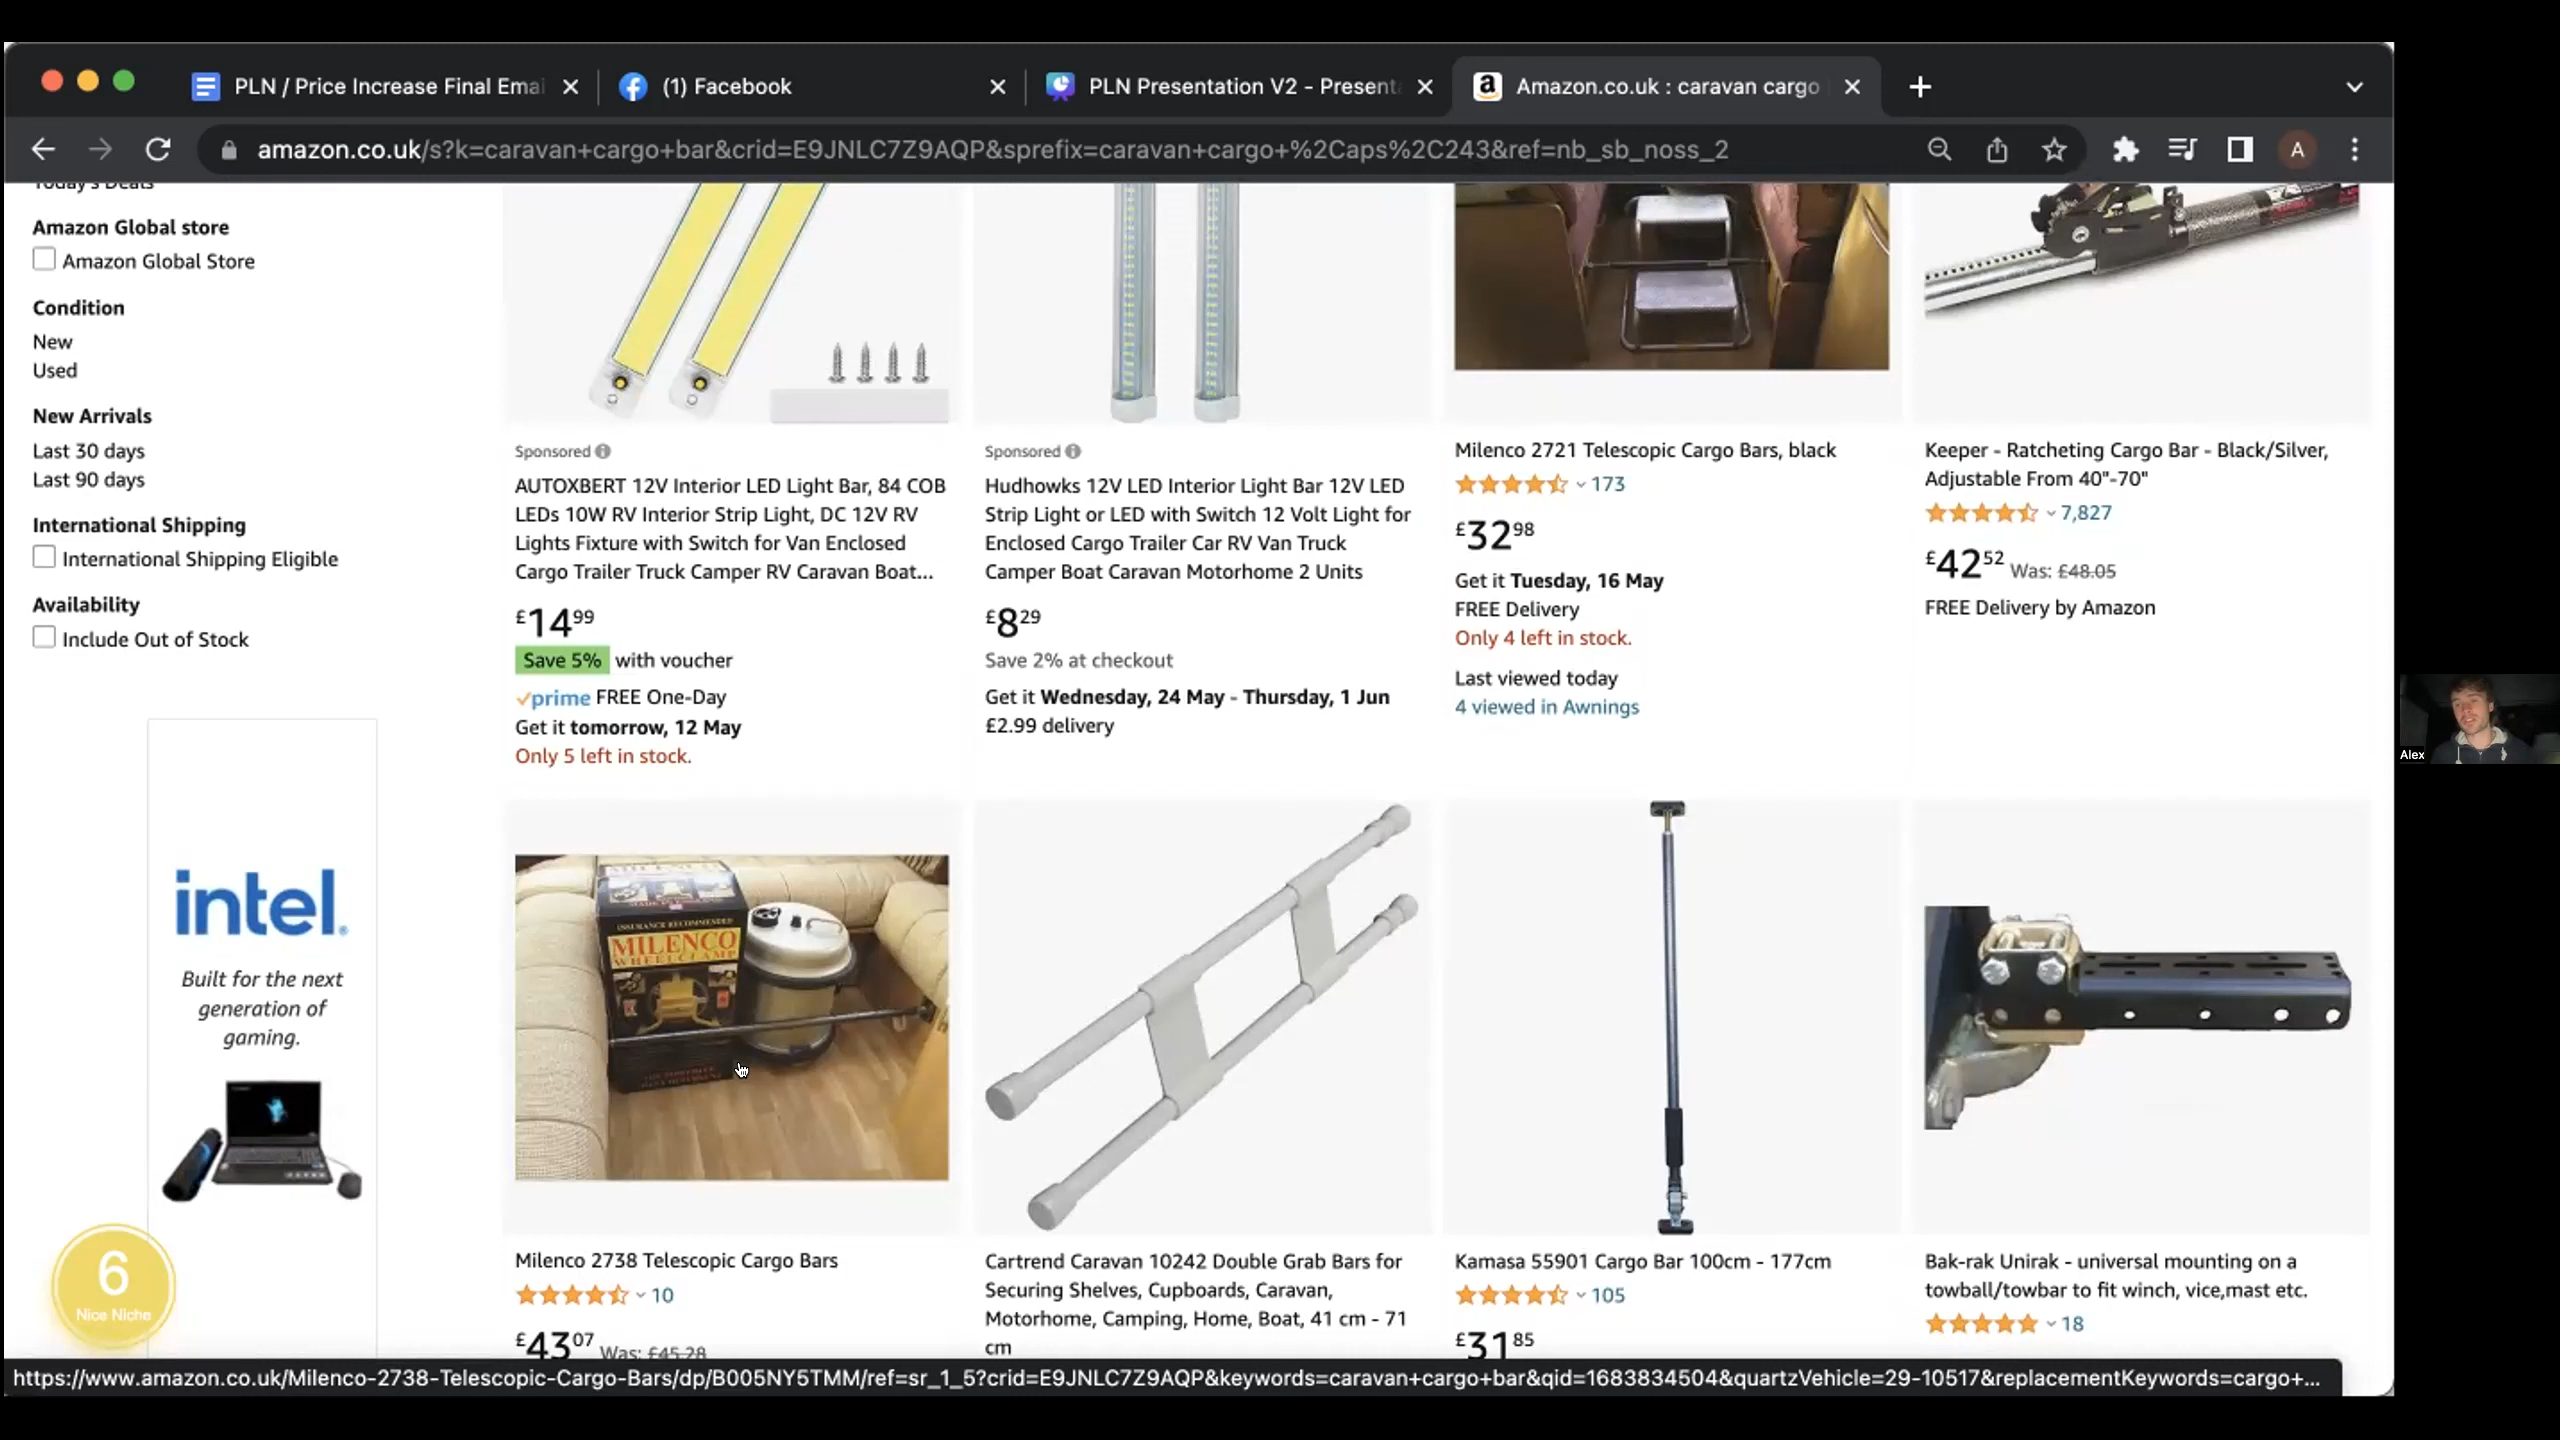 PLN / Price Increase Final Emai
(1) Facebook
PLN Presentation V2 - Present
Amazon.co.uk : caravan cargo
amazon.co.uk/s?k=caravan+cargo+bar&crid=E9JNLC7Z9AQP&sprefix=caravan+cargo+%2Caps%2C243&ref=nb_sb_noss_2
A
Today's Deals
Amazon Global store
Amazon Global Store
Condition
New
Used
New Arrivals
Last 30 days
Last 90 days
International Shipping
International Shipping Eligible
Availability
Include Out of Stock
intel.
Built for the next
generation of
gaming.
6
Nice Niche
Sponsored
AUTOXBERT 12V Interior LED Light Bar, 84 COB
LEDs 10W RV Interior Strip Light, DC 12V RV
Lights Fixture with Switch for Van Enclosed
Cargo Trailer Truck Camper RV Caravan Boat...
£14.99
Save 5% with voucher
prime FREE One-Day
Get it tomorrow, 12 May
Only 5 left in stock.
Sponsored
Hudhowks 12V LED Interior Light Bar 12V LED
Strip Light or LED with Switch 12 Volt Light for
Enclosed Cargo Trailer Car RV Van Truck
Camper Boat Caravan Motorhome 2 Units
£8.29
Save 2% at checkout
Get it Wednesday, 24 May - Thursday, 1 Jun
£2.99 delivery
Milenco 2721 Telescopic Cargo Bars, black
173
£32.98
Get it Tuesday, 16 May
FREE Delivery
Only 4 left in stock.
Last viewed today
4 viewed in Awnings
Keeper - Ratcheting Cargo Bar - Black/Silver,
Adjustable From 40"-70"
7,827
£42.52 Was: £48.05
FREE Delivery by Amazon
INSURANCE RECOMMENDED
MILENCO
WHEELCLAMP
Milenco 2738 Telescopic Cargo Bars
10
£43.07 Was: £45.28
Cartrend Caravan 10242 Double Grab Bars for
Securing Shelves, Cupboards, Caravan,
Motorhome, Camping, Home, Boat, 41 cm - 71
cm
Kamasa 55901 Cargo Bar 100cm - 177cm
105
£31.85
Bak-rak Unirak - universal mounting on a
towball/towbar to fit winch, vice,mast etc.
18
https://www.amazon.co.uk/Milenco-2738-Telescopic-Cargo-Bars/dp/B005NY5TMM/ref=sr_1_5?crid=E9JNLC7Z9AQP&keywords=caravan+cargo+bar&qid=1683834504&quartzVehicle=29-10517&replacementKeywords=cargo+...
Alex